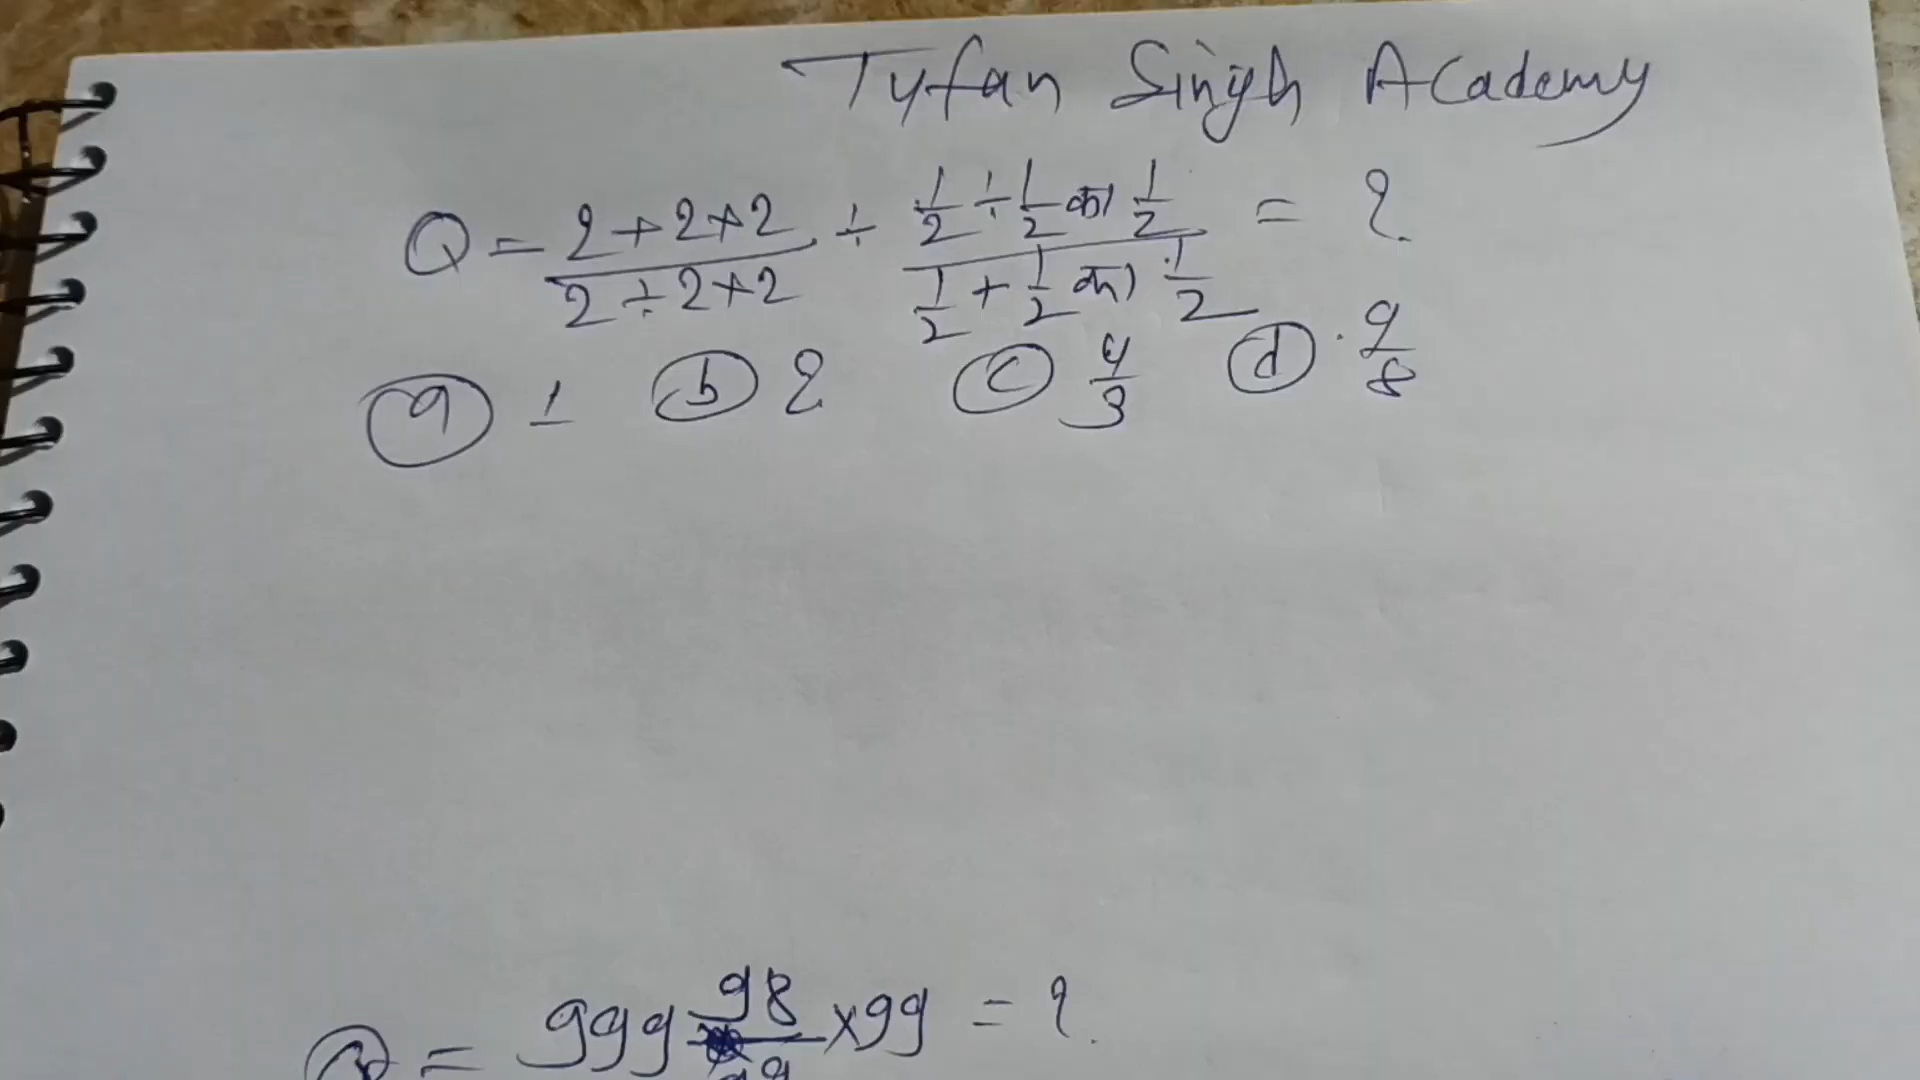 Tyfan Singh Academy
Q = 2+2×2 / 2÷2×2 ÷ 1/2 ÷ 1/2 का 1/2 / 1/2 + 1/2 का 1/2 = ?
(a) 1 (b) 2 (c) 4/3 (d) 9/8
Q = 999 98/99 × 99 = ?